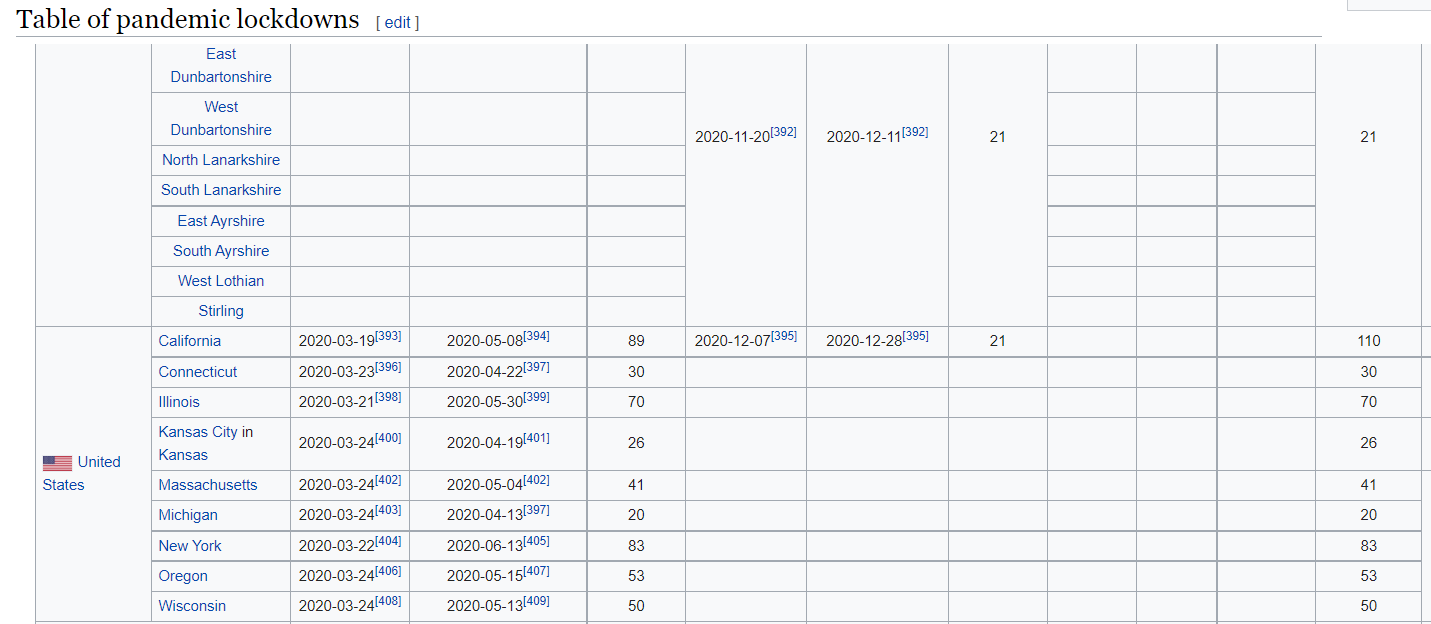 Table of pandemic lockdowns [ edit ]
East
Dunbartonshire
West
Dunbartonshire
2020-11-20[392] 2020-12-11[392] 21 21
North Lanarkshire
South Lanarkshire
East Ayrshire
South Ayrshire
West Lothian
Stirling
United
States
California 2020-03-19[393] 2020-05-08[394] 89 2020-12-07[395] 2020-12-28[395] 21 110
Connecticut 2020-03-23[396] 2020-04-22[397] 30 30
Illinois 2020-03-21[398] 2020-05-30[399] 70 70
Kansas City in
Kansas 2020-03-24[400] 2020-04-19[401] 26 26
Massachusetts 2020-03-24[402] 2020-05-04[402] 41 41
Michigan 2020-03-24[403] 2020-04-13[397] 20 20
New York 2020-03-22[404] 2020-06-13[405] 83 83
Oregon 2020-03-24[406] 2020-05-15[407] 53 53
Wisconsin 2020-03-24[408] 2020-05-13[409] 50 50